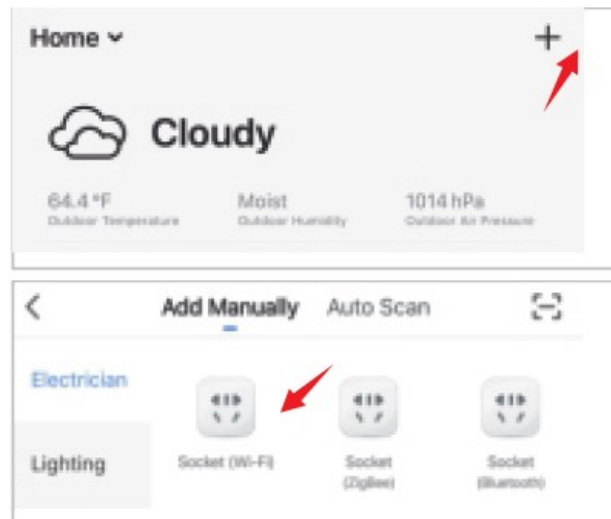 Home
Cloudy
64.4 °F Moist 1014 hPa
Outdoor Temperature Outdoor Humidity Outdoor Air Pressure
Add Manually Auto Scan
Electrician
Socket (Wi-Fi) Socket (ZigBee) Socket (Bluetooth)
Lighting